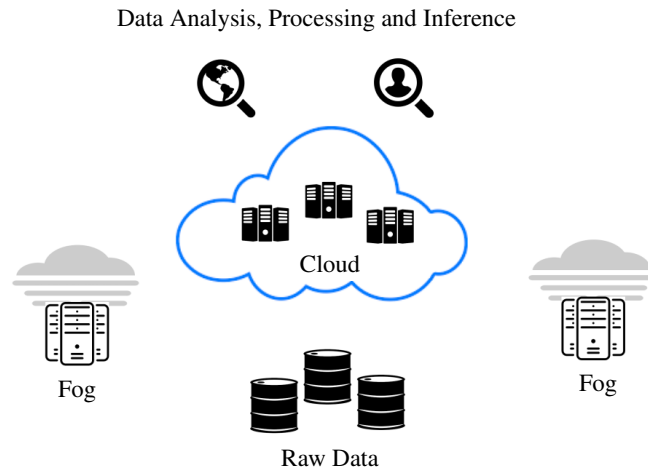 Data Analysis, Processing and Inference
Cloud
Fog
Fog
Raw Data